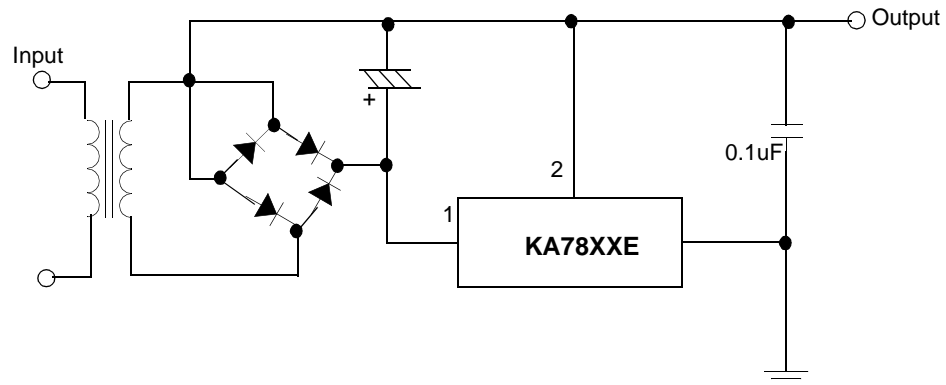 Output
Input
+
0.1uF
2
1
KA78XXE